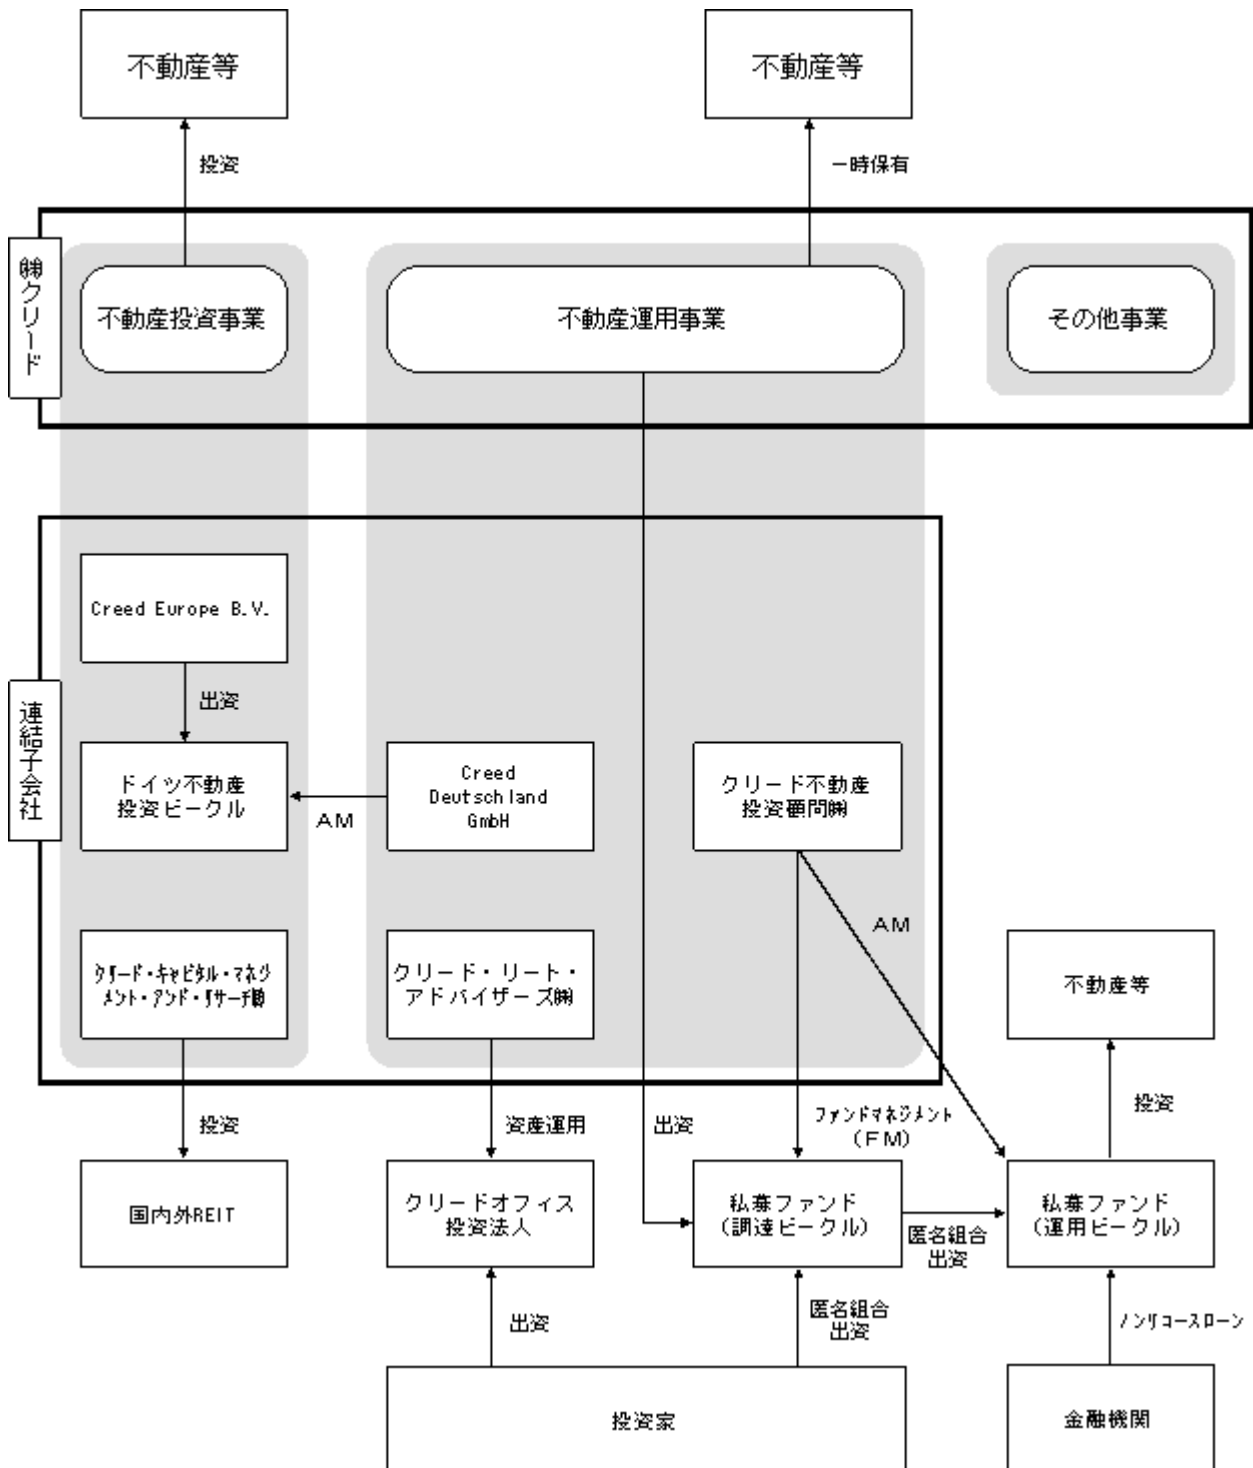 不動産等
不動産等
投資
一時保有
㈱クリード
不動産投資事業
不動産運用事業
その他事業
連結子会社
Creed Europe B.V.
出資
ドイツ不動産
投資ビークル
AM
Creed
Deutschland
GmbH
クリード不動産
投資顧問㈱
AM
ｸﾘｰﾄﾞ・ｷｬﾋﾟﾀﾙ・ﾏﾈｼﾞ
ﾒﾝﾄ・ｱﾝﾄﾞ・ﾘｻｰﾁ㈱
クリード・リート・
アドバイザーズ㈱
不動産等
投資
資産運用
出資
ﾌｧﾝﾄﾞﾏﾈｼﾞﾒﾝﾄ
（ＦＭ）
投資
国内外REIT
クリードオフィス
投資法人
私募ファンド
（調達ビークル）
匿名組合
出資
私募ファンド
（運用ビークル）
出資
匿名組合
出資
ﾉﾝﾘｺｰｽﾛｰﾝ
投資家
金融機関